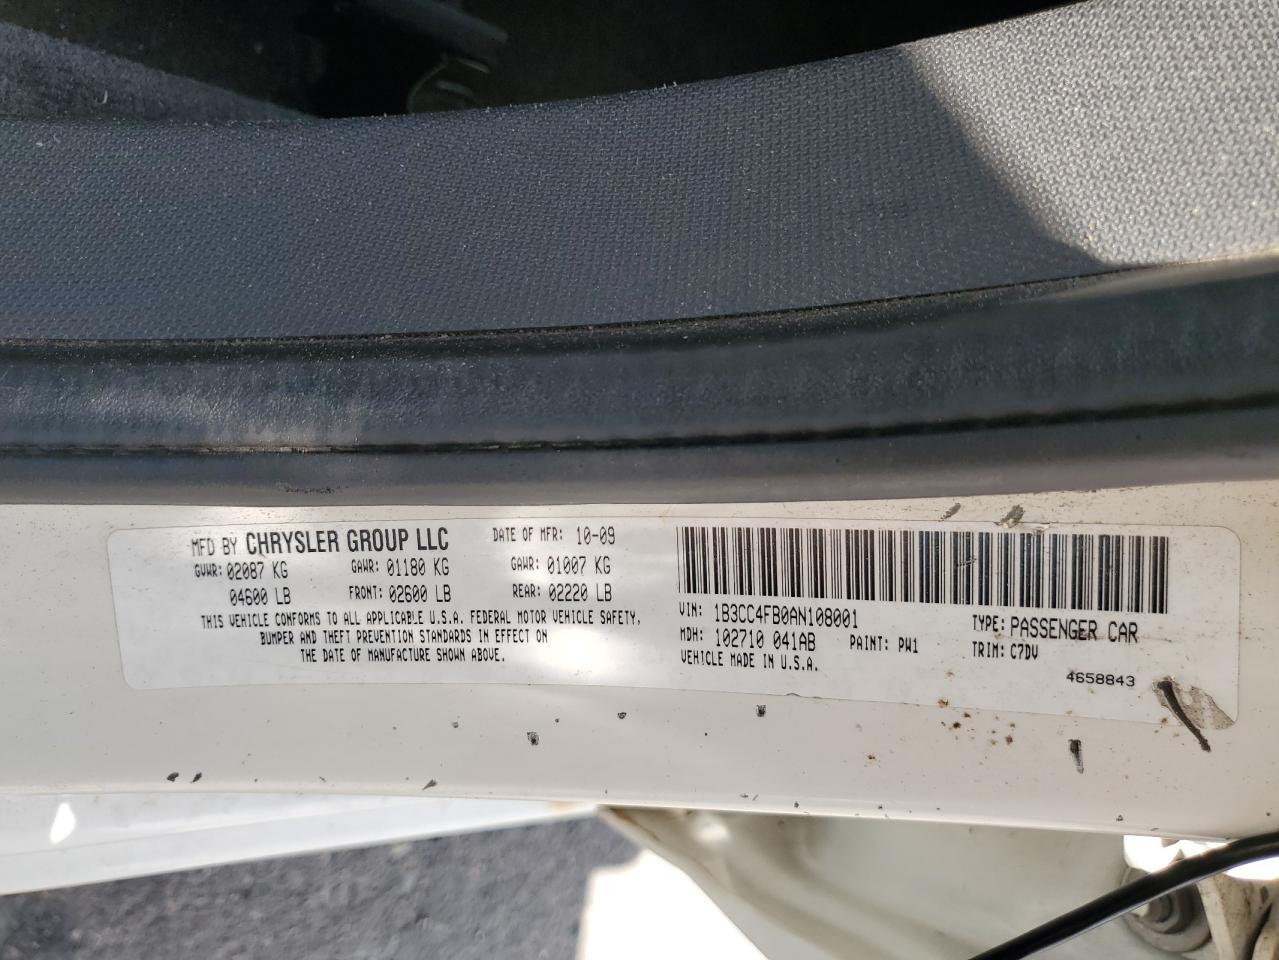 MFD BY CHRYSLER GROUP LLC DATE OF MFR: 10-09
GVWR: 02087 KG GAWR: 01180 KG GAWR: 01007 KG
04600 LB FRONT: 02600 LB REAR: 02220 LB
THIS VEHICLE CONFORMS TO ALL APPLICABLE U.S.A. FEDERAL MOTOR VEHICLE SAFETY,
BUMPER AND THEFT PREVENTION STANDARDS IN EFFECT ON
THE DATE OF MANUFACTURE SHOWN ABOVE.
VIN: 1B3CC4FB0AN108001 TYPE: PASSENGER CAR
MDH: 102710 041AB PAINT: PW1 TRIM: C7DV
VEHICLE MADE IN U.S.A.
4658843